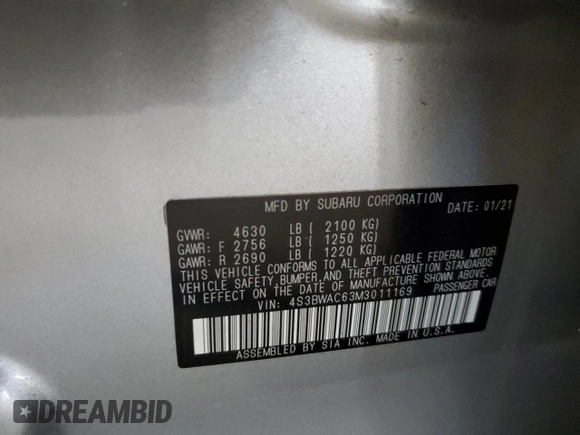 MFD BY SUBARU CORPORATION
DATE: 01/21
GVWR: 4630 LB ( 2100 KG)
GAWR: F 2756 LB ( 1250 KG)
GAWR: R 2690 LB ( 1220 KG)
THIS VEHICLE CONFORMS TO ALL APPLICABLE FEDERAL MOTOR
VEHICLE SAFETY, BUMPER, AND THEFT PREVENTION STANDARDS
IN EFFECT ON THE DATE OF MANUFACTURE SHOWN ABOVE.
VIN: 4S3BWAC63M3011169 PASSENGER CAR
ASSEMBLED BY SIA INC. MADE IN U.S.A.
DREAMBID